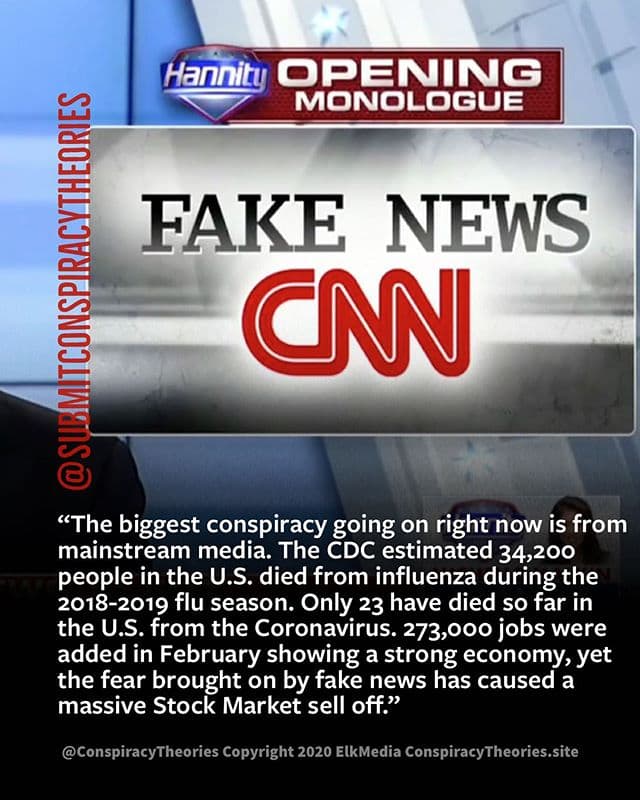 Hannity OPENING
MONOLOGUE
@SUBMITCONSPIRACYTHEORIES
FAKE NEWS
CNN
“The biggest conspiracy going on right now is from
mainstream media. The CDC estimated 34,200
people in the U.S. died from influenza during the
2018-2019 flu season. Only 23 have died so far in
the U.S. from the Coronavirus. 273,000 jobs were
added in February showing a strong economy, yet
the fear brought on by fake news has caused a
massive Stock Market sell off.”
@ConspiracyTheories Copyright 2020 ElkMedia ConspiracyTheories.site